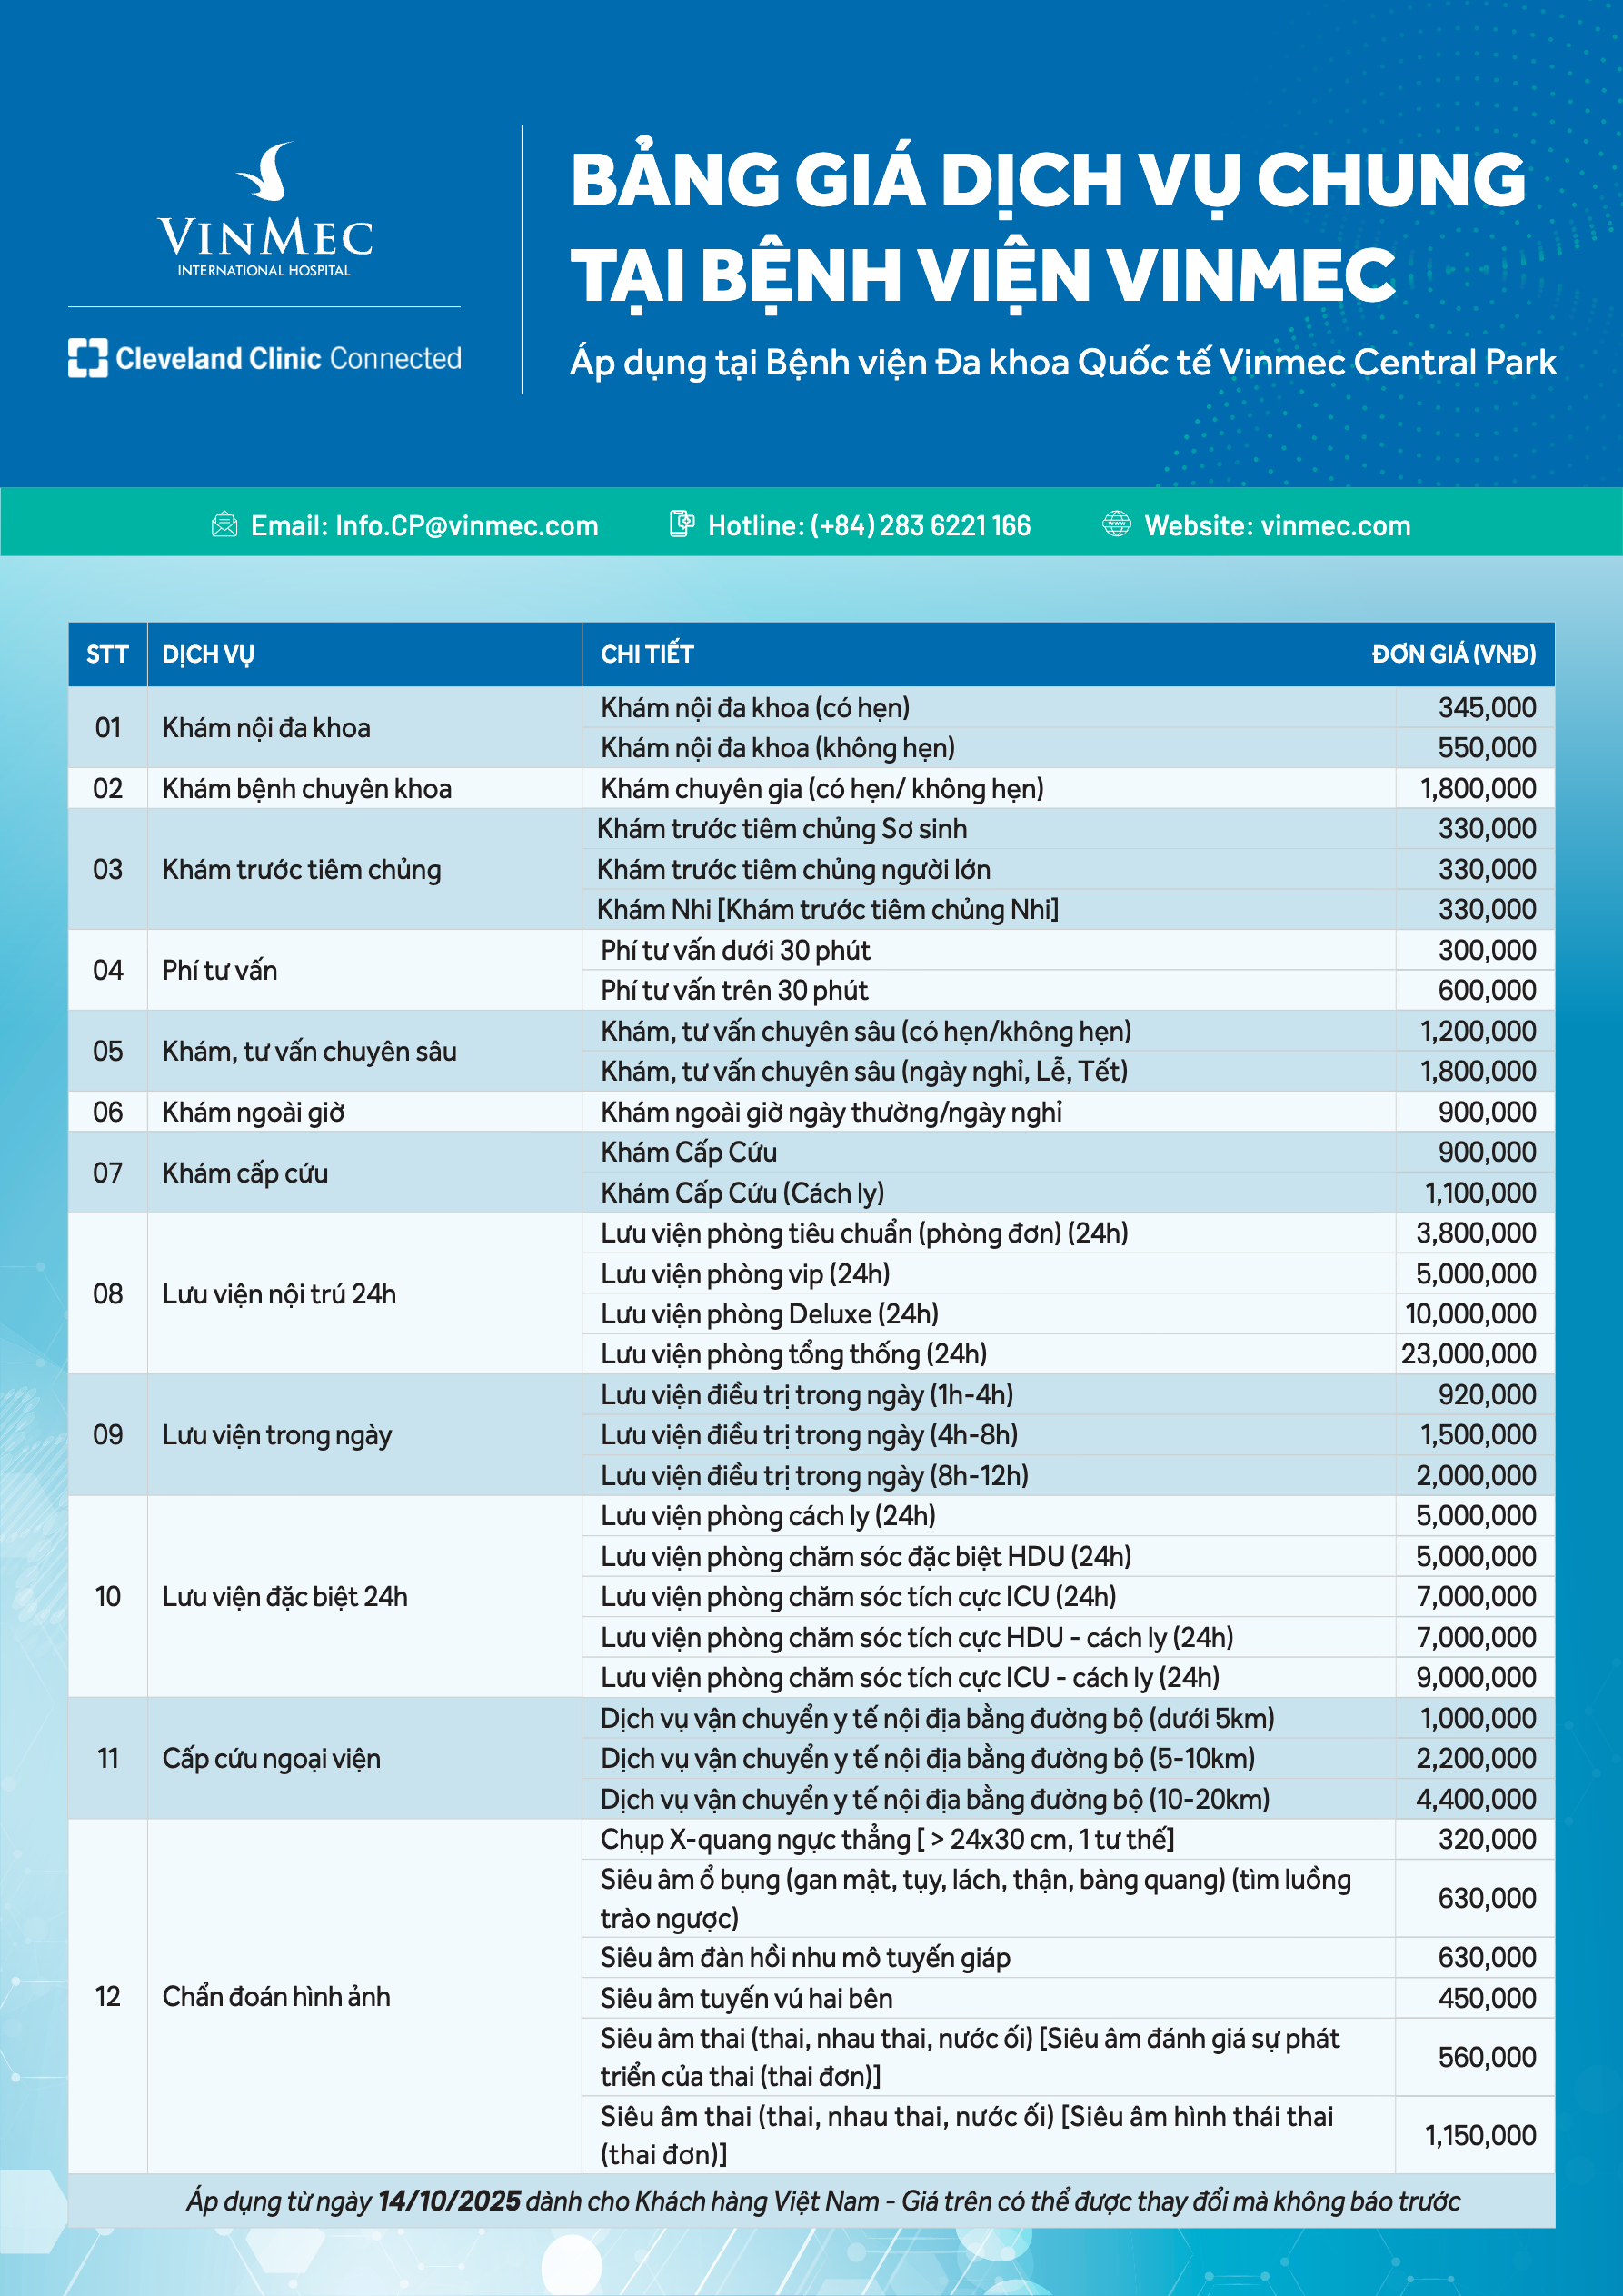 VINMEC
INTERNATIONAL HOSPITAL
Cleveland Clinic Connected
BẢNG GIÁ DỊCH VỤ CHUNG
TẠI BỆNH VIỆN VINMEC
Áp dụng tại Bệnh viện Đa khoa Quốc tế Vinmec Central Park
Email: Info.CP@vinmec.com Hotline: (+84) 283 6221 166 Website: vinmec.com
STT DỊCH VỤ CHI TIẾT ĐƠN GIÁ (VNĐ)
01 Khám nội đa khoa
Khám nội đa khoa (có hẹn) 345,000
Khám nội đa khoa (không hẹn) 550,000
02 Khám bệnh chuyên khoa Khám chuyên gia (có hẹn/ không hẹn) 1,800,000
03 Khám trước tiêm chủng
Khám trước tiêm chủng Sơ sinh 330,000
Khám trước tiêm chủng người lớn 330,000
Khám Nhi [Khám trước tiêm chủng Nhi] 330,000
04 Phí tư vấn
Phí tư vấn dưới 30 phút 300,000
Phí tư vấn trên 30 phút 600,000
05 Khám, tư vấn chuyên sâu
Khám, tư vấn chuyên sâu (có hẹn/không hẹn) 1,200,000
Khám, tư vấn chuyên sâu (ngày nghỉ, Lễ, Tết) 1,800,000
06 Khám ngoài giờ Khám ngoài giờ ngày thường/ngày nghỉ 900,000
07 Khám cấp cứu
Khám Cấp Cứu 900,000
Khám Cấp Cứu (Cách ly) 1,100,000
08 Lưu viện nội trú 24h
Lưu viện phòng tiêu chuẩn (phòng đơn) (24h) 3,800,000
Lưu viện phòng vip (24h) 5,000,000
Lưu viện phòng Deluxe (24h) 10,000,000
Lưu viện phòng tổng thống (24h) 23,000,000
09 Lưu viện trong ngày
Lưu viện điều trị trong ngày (1h-4h) 920,000
Lưu viện điều trị trong ngày (4h-8h) 1,500,000
Lưu viện điều trị trong ngày (8h-12h) 2,000,000
10 Lưu viện đặc biệt 24h
Lưu viện phòng cách ly (24h) 5,000,000
Lưu viện phòng chăm sóc đặc biệt HDU (24h) 5,000,000
Lưu viện phòng chăm sóc tích cực ICU (24h) 7,000,000
Lưu viện phòng chăm sóc tích cực HDU - cách ly (24h) 7,000,000
Lưu viện phòng chăm sóc tích cực ICU - cách ly (24h) 9,000,000
11 Cấp cứu ngoại viện
Dịch vụ vận chuyển y tế nội địa bằng đường bộ (dưới 5km) 1,000,000
Dịch vụ vận chuyển y tế nội địa bằng đường bộ (5-10km) 2,200,000
Dịch vụ vận chuyển y tế nội địa bằng đường bộ (10-20km) 4,400,000
12 Chẩn đoán hình ảnh
Chụp X-quang ngực thẳng [ > 24x30 cm, 1 tư thế] 320,000
Siêu âm ổ bụng (gan mật, tụy, lách, thận, bàng quang) (tìm luồng
trào ngược) 630,000
Siêu âm đàn hồi nhu mô tuyến giáp 630,000
Siêu âm tuyến vú hai bên 450,000
Siêu âm thai (thai, nhau thai, nước ối) [Siêu âm đánh giá sự phát
triển của thai (thai đơn)] 560,000
Siêu âm thai (thai, nhau thai, nước ối) [Siêu âm hình thái thai
(thai đơn)] 1,150,000
Áp dụng từ ngày 14/10/2025 dành cho Khách hàng Việt Nam - Giá trên có thể được thay đổi mà không báo trước